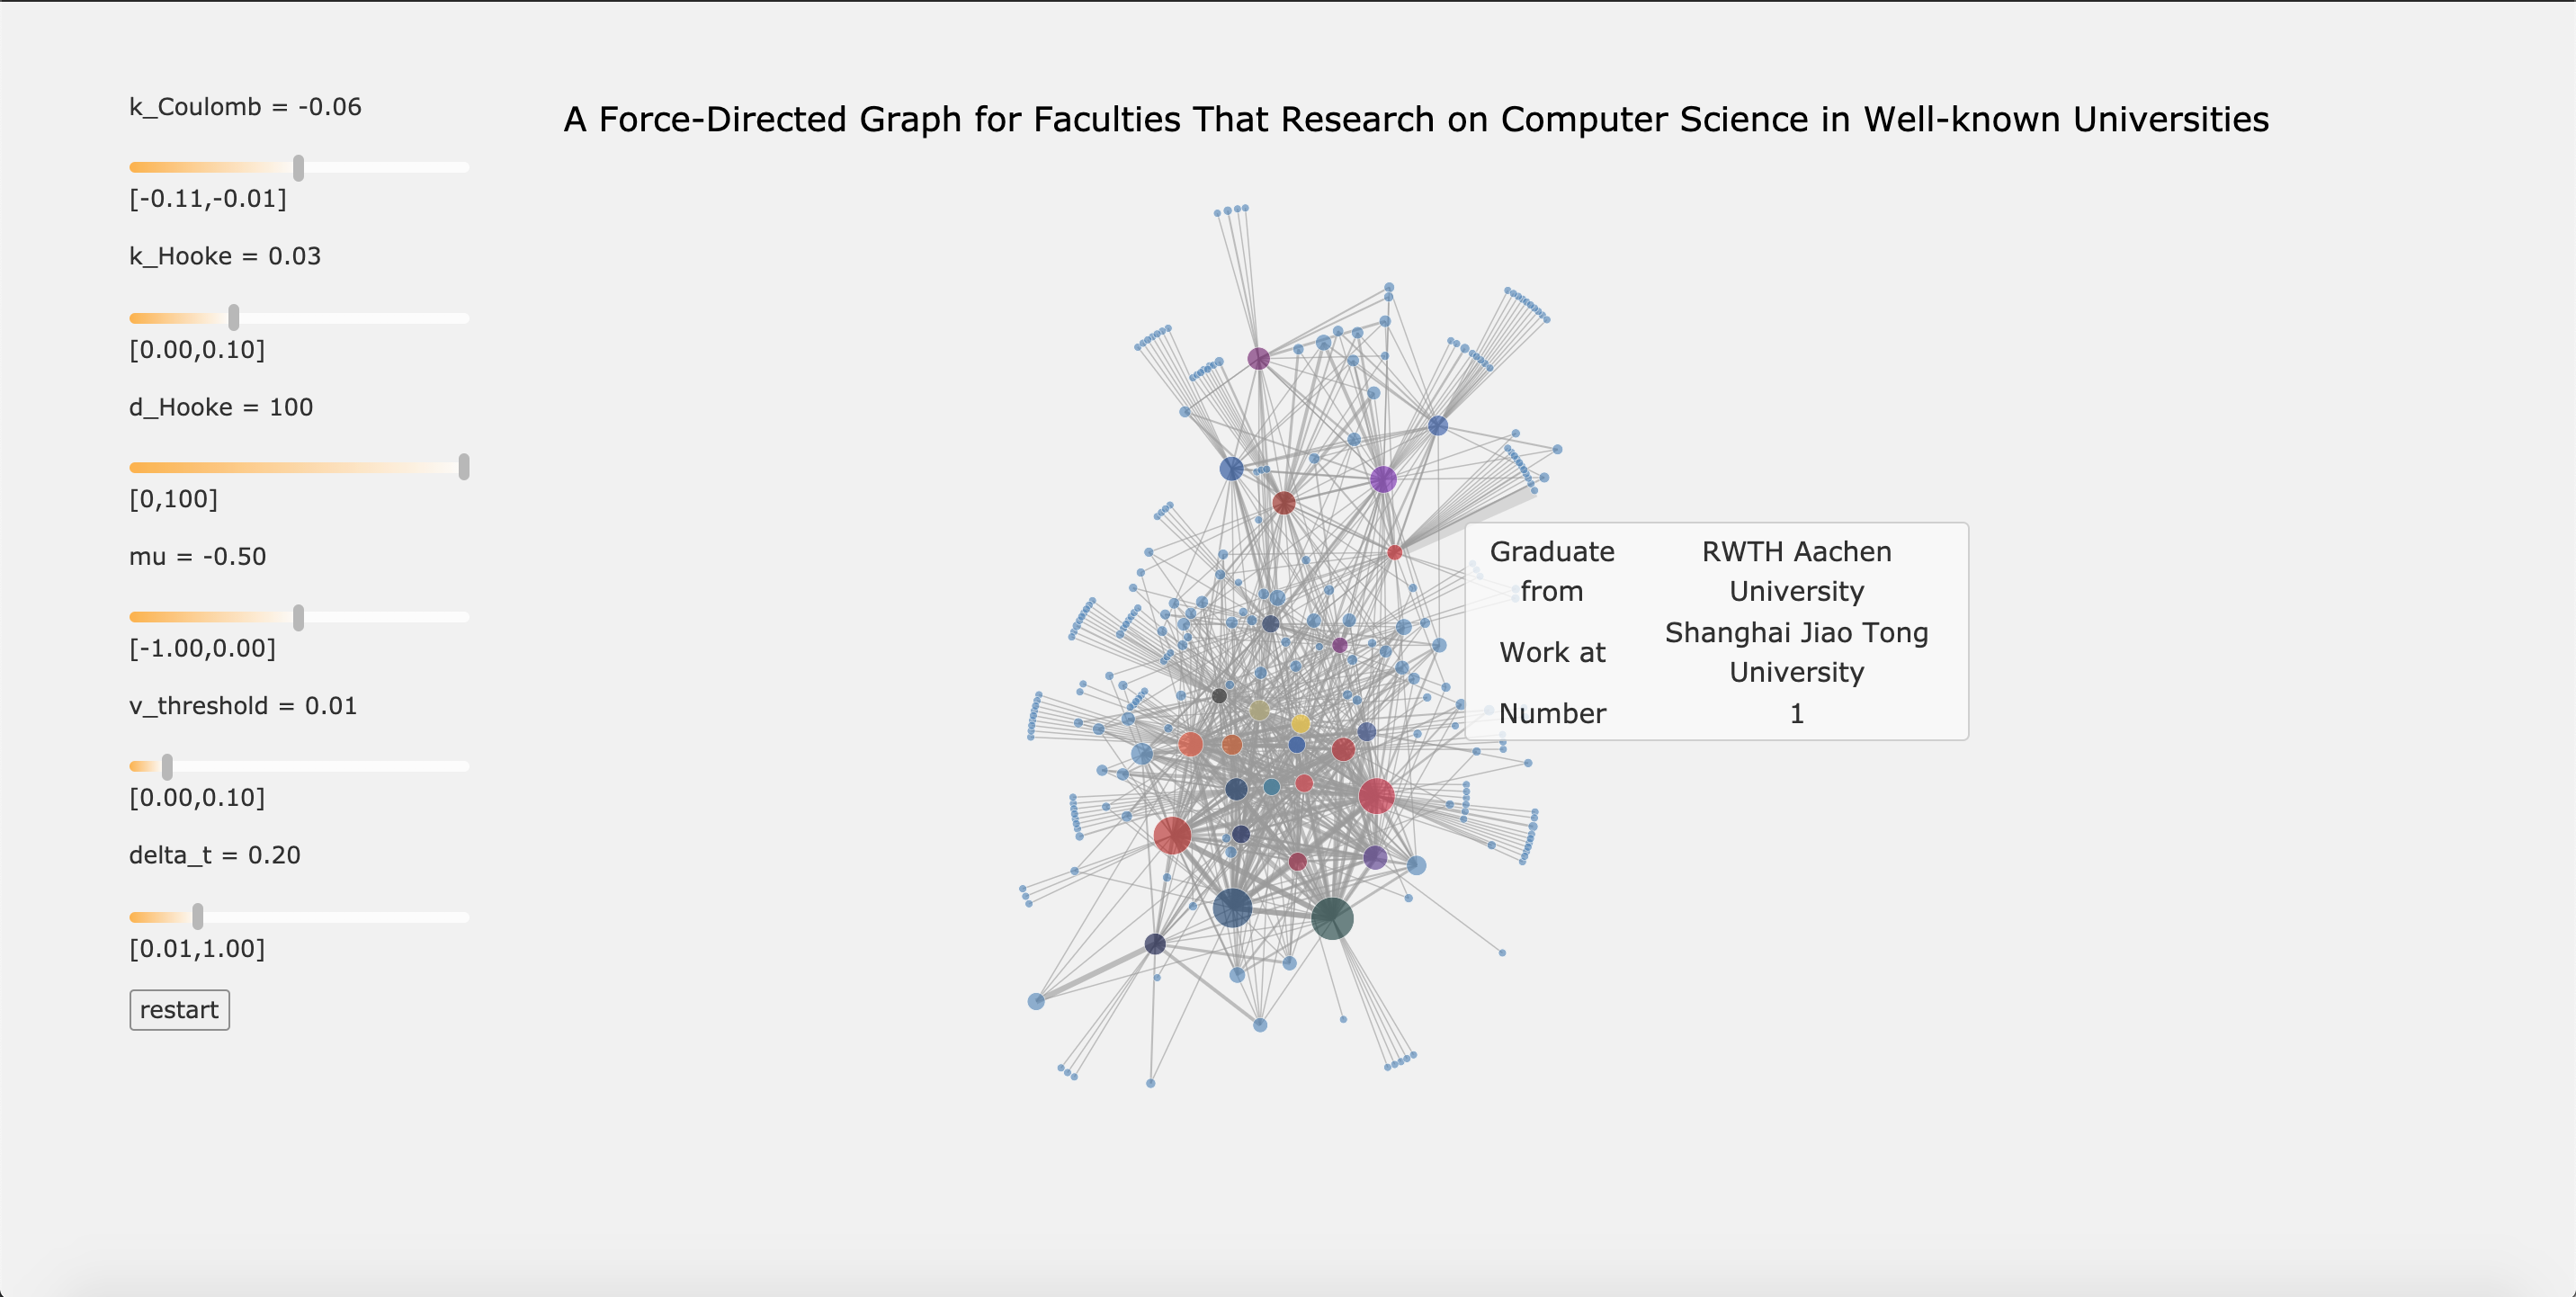 k_Coulomb = -0.06
[-0.11,-0.01]
k_Hooke = 0.03
[0.00,0.10]
d_Hooke = 100
[0,100]
mu = -0.50
[-1.00,0.00]
v_threshold = 0.01
[0.00,0.10]
delta_t = 0.20
[0.01,1.00]
restart
A Force-Directed Graph for Faculties That Research on Computer Science in Well-known Universities
Graduate from
RWTH Aachen University
Work at
Shanghai Jiao Tong University
Number
1